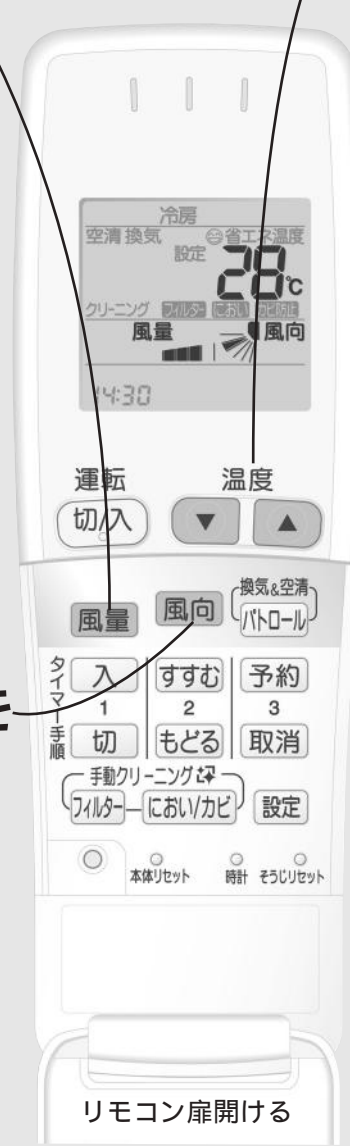 冷房
空清 換気 省エネ温度
設定 28℃
クリーニング フィルター におい カビ防止
風量 風向
14:30
運転 温度
切/入 ▼ ▲
風量 風向 換気&空清 パトロール
タイマー手順
入 すすむ 予約
1 2 3
切 もどる 取消
手動クリーニング
フィルター におい/カビ 設定
本体リセット 時計 そうじリセット
リモコン扉開ける